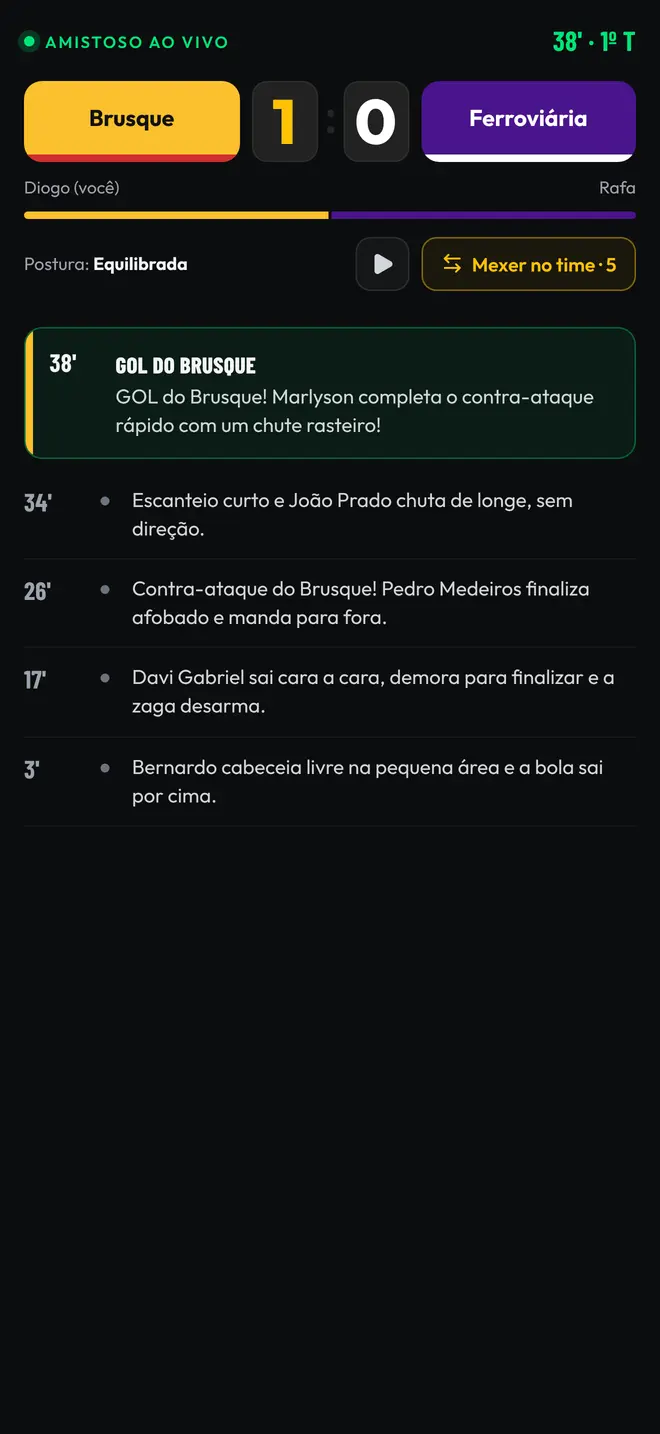 AMISTOSO AO VIVO
38' · 1º T
Brusque
1 : 0
Ferroviária
Diogo (você)
Rafa
Postura: Equilibrada
Mexer no time · 5
38'
GOL DO BRUSQUE
GOL do Brusque! Marlyson completa o contra-ataque
rápido com um chute rasteiro!
34'
Escanteio curto e João Prado chuta de longe, sem
direção.
26'
Contra-ataque do Brusque! Pedro Medeiros finaliza
afobado e manda para fora.
17'
Davi Gabriel sai cara a cara, demora para finalizar e a
zaga desarma.
3'
Bernardo cabeceia livre na pequena área e a bola sai
por cima.